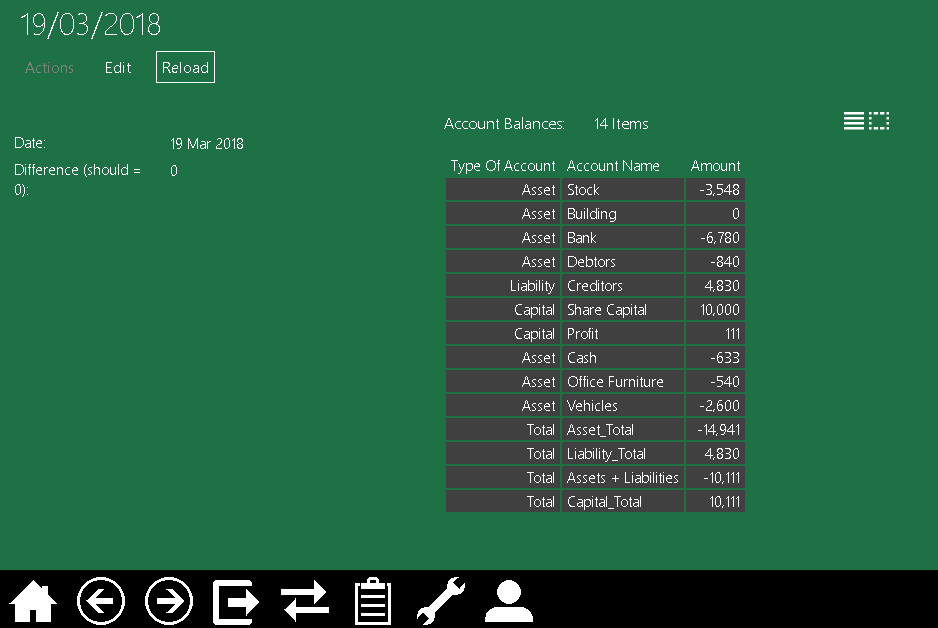 19/03/2018
Actions Edit Reload
Account Balances: 14 Items
Date: 19 Mar 2018
Difference (should = 0
0):
Type Of Account Account Name Amount
Asset Stock -3,548
Asset Building 0
Asset Bank -6,780
Asset Debtors -840
Liability Creditors 4,830
Capital Share Capital 10,000
Capital Profit 111
Asset Cash -633
Asset Office Furniture -540
Asset Vehicles -2,600
Total Asset_Total -14,941
Total Liability_Total 4,830
Total Assets + Liabilities -10,111
Total Capital_Total 10,111